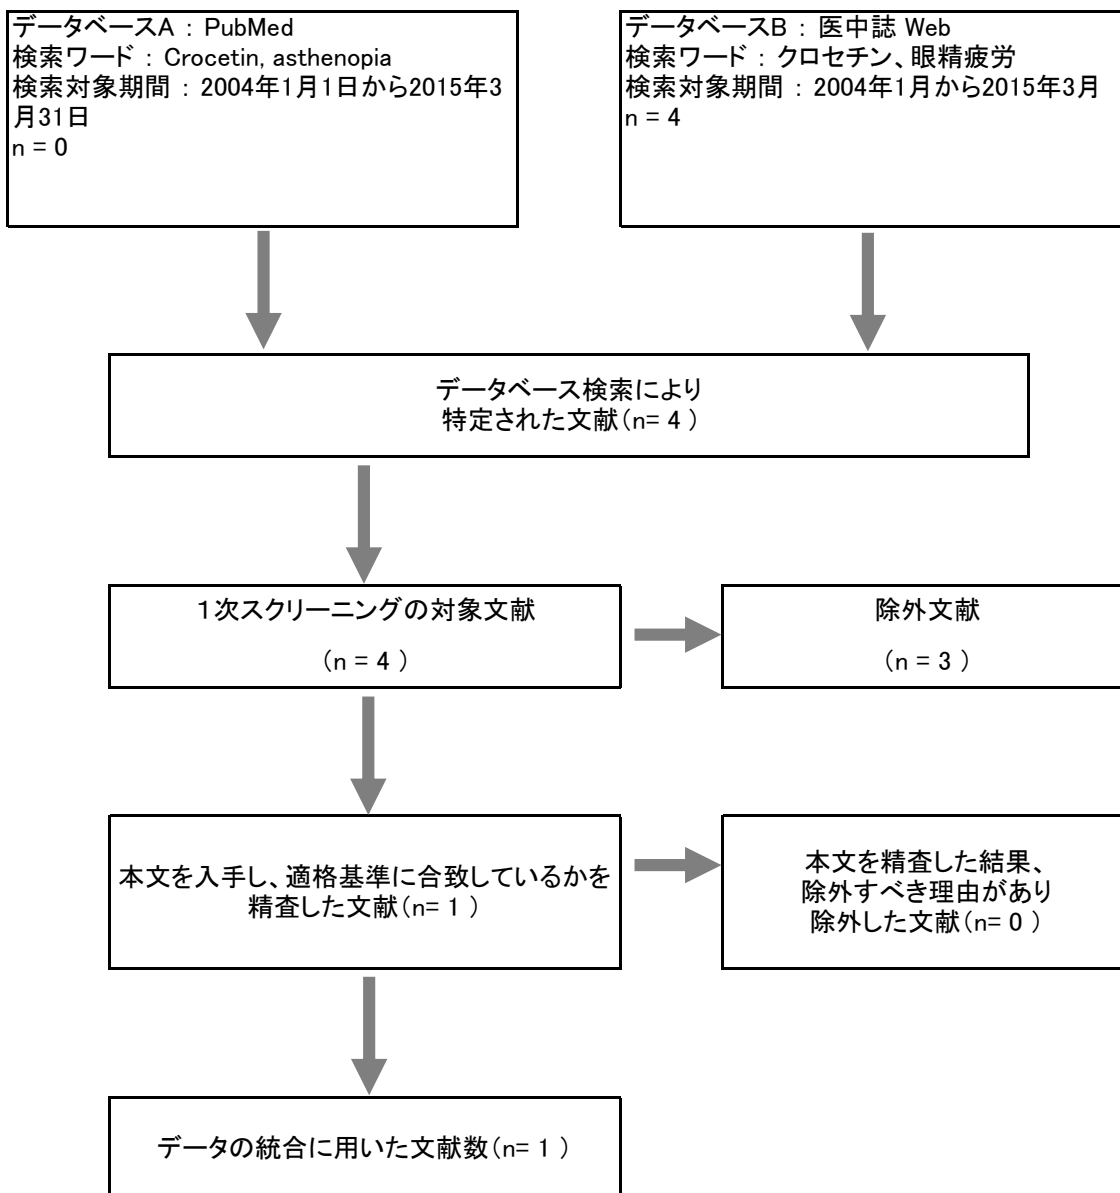 データベースA : PubMed
検索ワード : Crocetin, asthenopia
検索対象期間 : 2004年1月1日から2015年3
月31日
n = 0
データベースB : 医中誌 Web
検索ワード : クロセチン、眼精疲労
検索対象期間 : 2004年1月から2015年3月
n = 4
データベース検索により
特定された文献(n= 4 )
1次スクリーニングの対象文献
(n = 4 )
除外文献
(n = 3 )
本文を入手し、適格基準に合致しているかを
精査した文献(n= 1 )
本文を精査した結果、
除外すべき理由があり
除外した文献(n= 0 )
データの統合に用いた文献数(n= 1 )